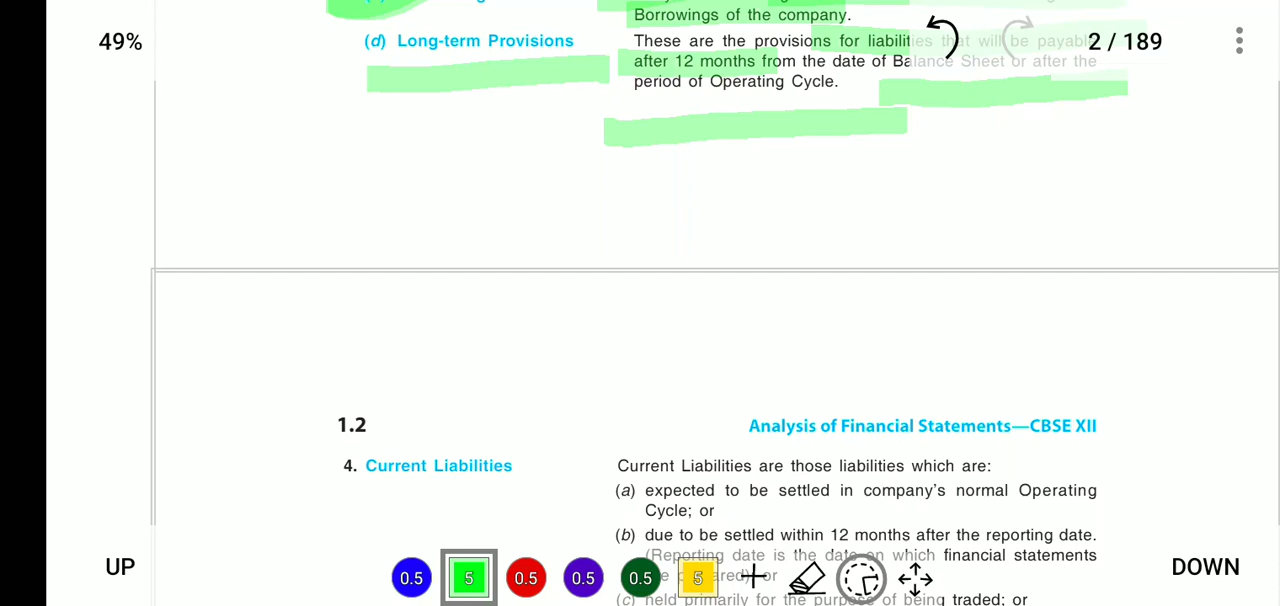 Borrowings of the company.
49%
(d) Long-term Provisions
These are the provisions for liabilities that will be payable
2 / 189
after 12 months from the date of Balance Sheet or after the
period of Operating Cycle.
1.2
Analysis of Financial Statements—CBSE XII
4. Current Liabilities
Current Liabilities are those liabilities which are:
(a) expected to be settled in company's normal Operating
Cycle; or
(b) due to be settled within 12 months after the reporting date.
(Reporting date is the date on which financial statements
or
(c) held primarily for the purpose of being traded; or
UP
0.5
5
0.5
0.5
0.5
5
DOWN